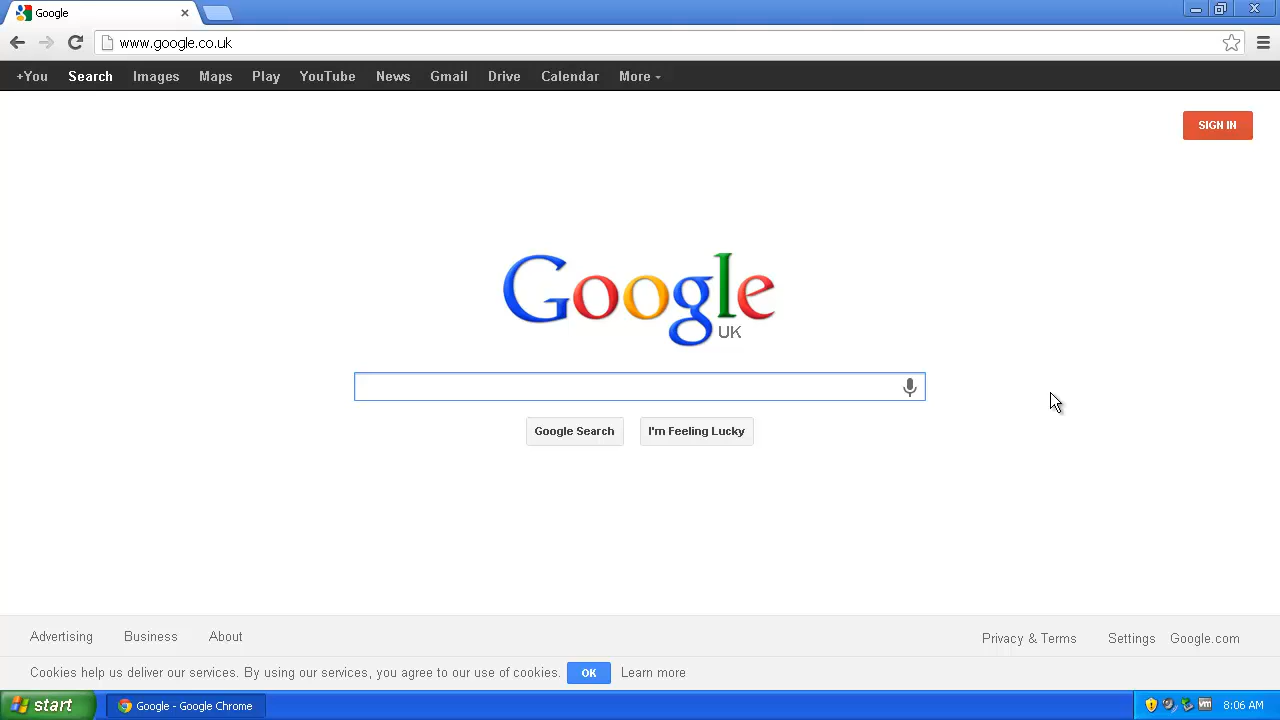 Google
www.google.co.uk
+You Search Images Maps Play YouTube News Gmail Drive Calendar More
SIGN IN
Google
UK
Google Search I'm Feeling Lucky
Advertising Business About Privacy & Terms Settings Google.com
Cookies help us deliver our services. By using our services, you agree to our use of cookies. OK Learn more
start Google - Google Chrome 8:06 AM